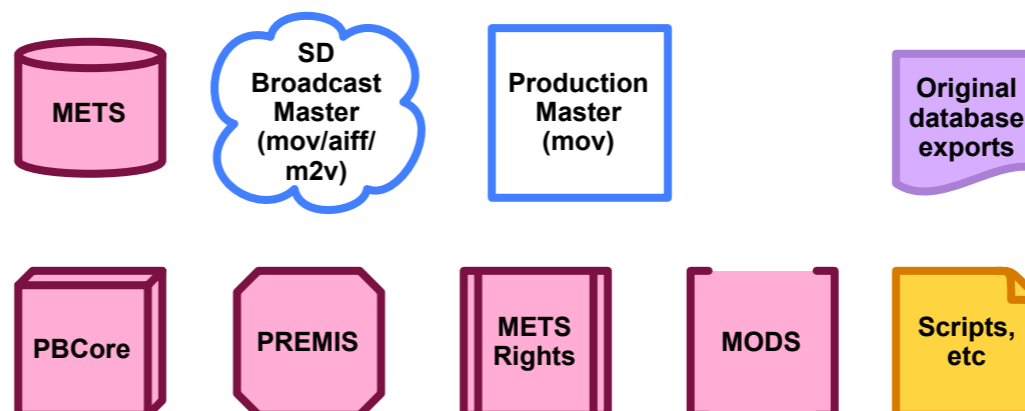 METS
SD
Broadcast
Master
(mov/aiff/
m2v)
Production
Master
(mov)
Original
database
exports
PBCore
PREMIS
METS
Rights
MODS
Scripts,
etc